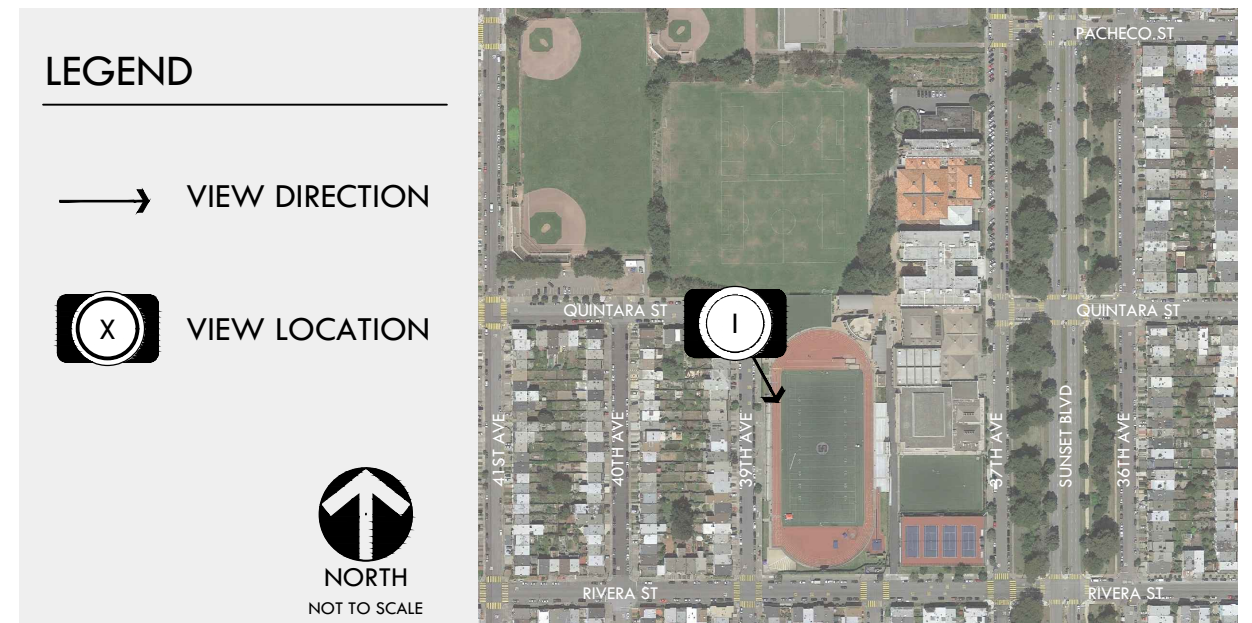 LEGEND
VIEW DIRECTION
X
VIEW LOCATION
NORTH
NOT TO SCALE
PACHECO ST
QUINTARA ST
QUINTARA ST
I
41ST AVE
40TH AVE
39TH AVE
37TH AVE
SUNSET BLVD
36TH AVE
RIVERA ST
RIVERA ST